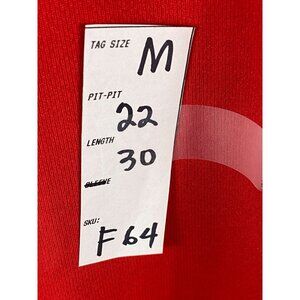 TAG SIZE M
PIT-PIT
22
LENGTH
30
SLEEVE
SKU:
F64